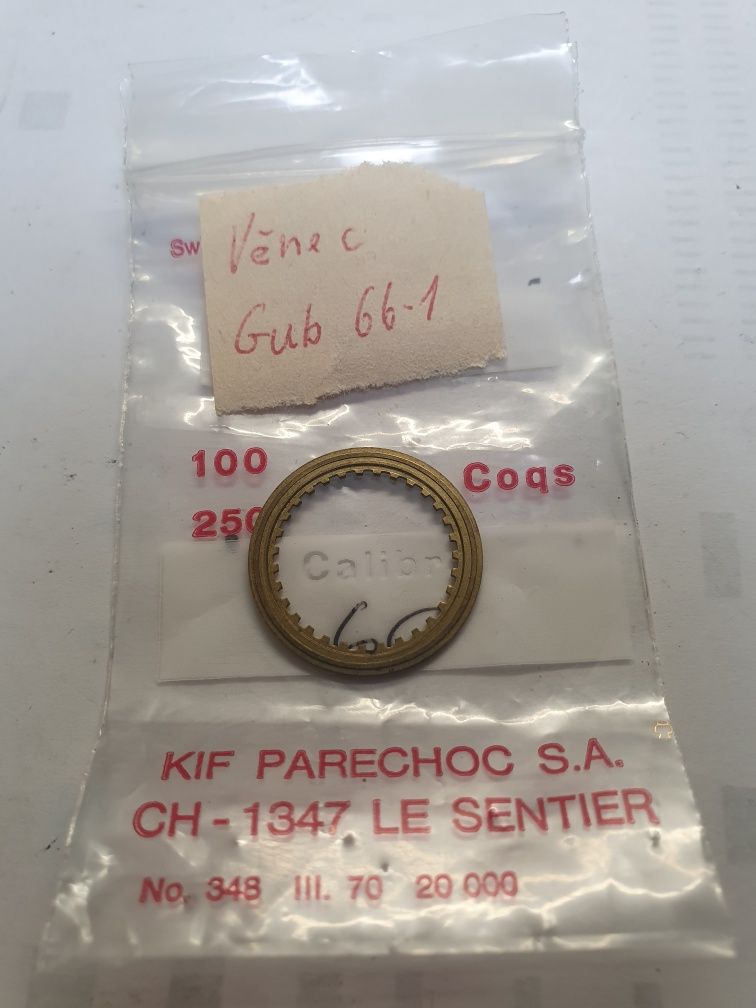 Sw
Věnec
Gub 66-1
100
Coqs
250
Calibr
KIF PARECHOC S.A.
CH-1347 LE SENTIER
No. 348 III. 70 20 000